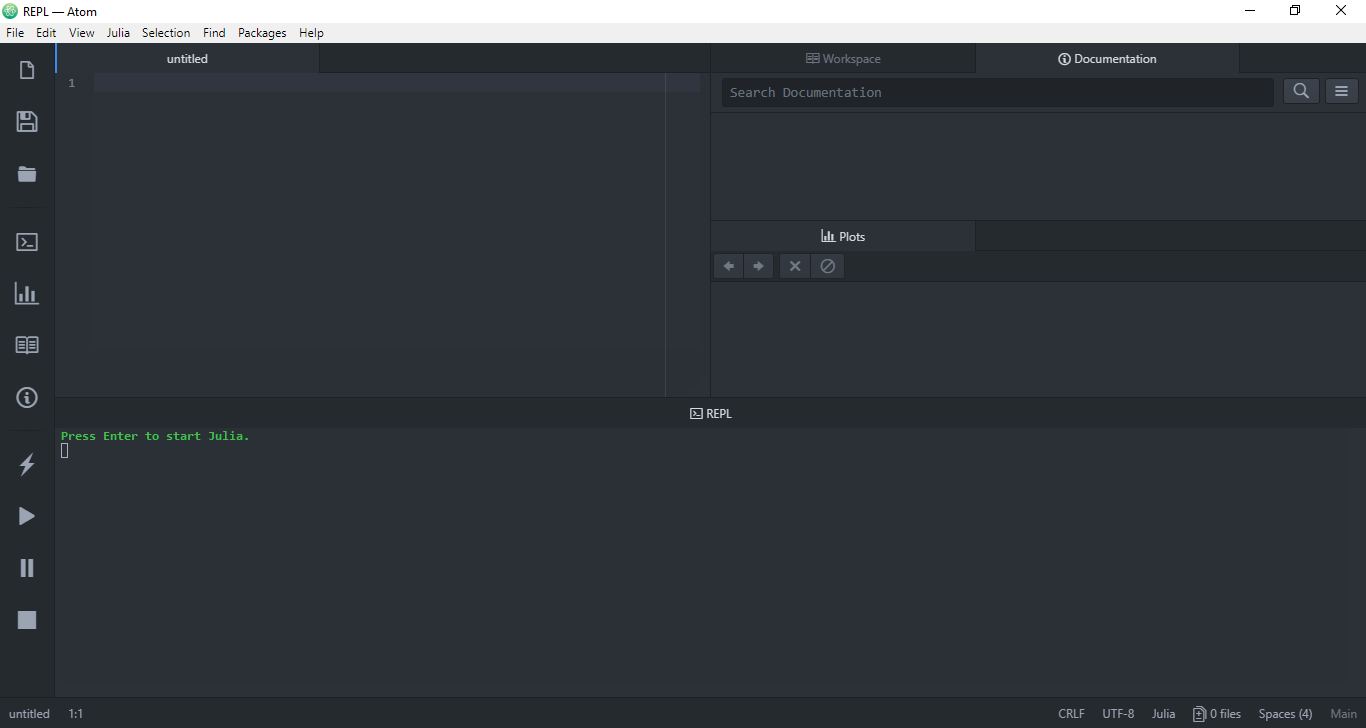 REPL — Atom
File Edit View Julia Selection Find Packages Help
untitled
Workspace
Documentation
1
Search Documentation
Plots
REPL
Press Enter to start Julia.
untitled 1:1
CRLF UTF-8 Julia 0 files Spaces (4) Main